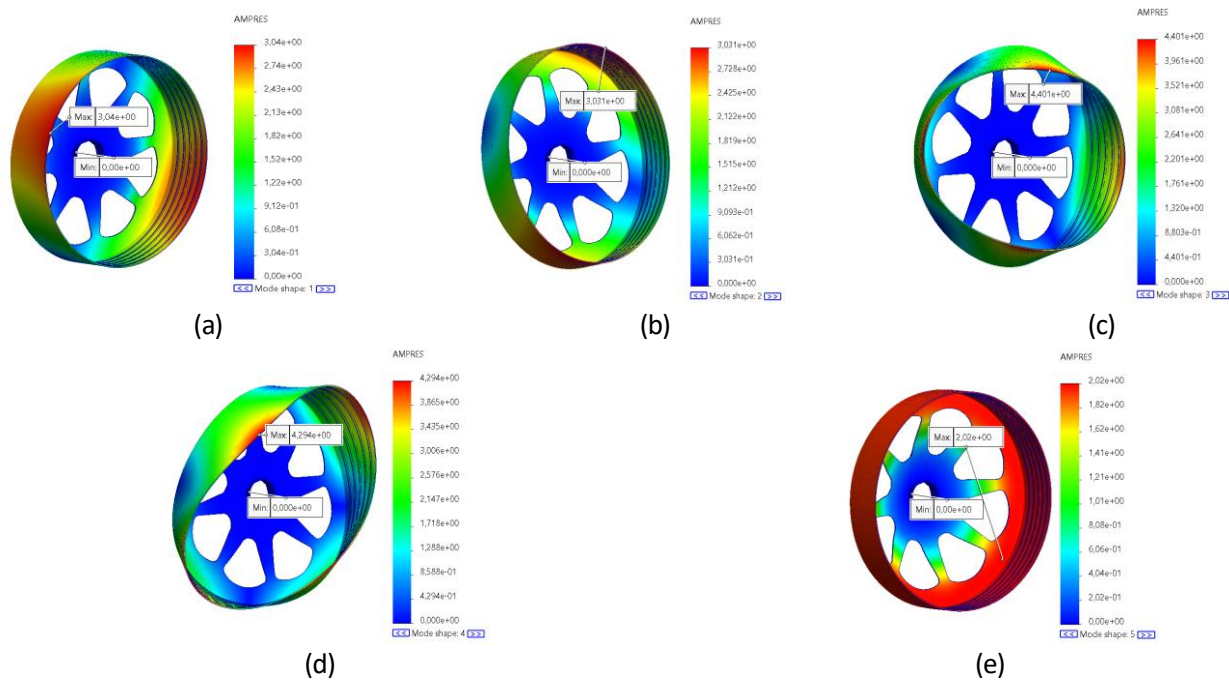 AMPRES
3,04e+00
2,74e+00
2,43e+00
2,13e+00
1,82e+00
1,52e+00
1,22e+00
9,12e-01
6,08e-01
3,04e-01
0,00e+00
Max: 3,04e+00
Min: 0,00e+00
<< Mode shape: 1 >>
(a)
AMPRES
3,031e+00
2,728e+00
2,425e+00
2,122e+00
1,819e+00
1,515e+00
1,212e+00
9,093e-01
6,062e-01
3,031e-01
0,000e+00
Max: 3,031e+00
Min: 0,000e+00
<< Mode shape: 2 >>
(b)
AMPRES
4,401e+00
3,961e+00
3,521e+00
3,081e+00
2,641e+00
2,201e+00
1,761e+00
1,320e+00
8,803e-01
4,401e-01
0,000e+00
Max: 4,401e+00
Min: 0,000e+00
<< Mode shape: 3 >>
(c)
AMPRES
4,294e+00
3,865e+00
3,435e+00
3,006e+00
2,576e+00
2,147e+00
1,718e+00
1,288e+00
8,588e-01
4,294e-01
0,000e+00
Max: 4,294e+00
Min: 0,000e+00
<< Mode shape: 4 >>
(d)
AMPRES
2,02e+00
1,82e+00
1,62e+00
1,41e+00
1,21e+00
1,01e+00
8,08e-01
6,06e-01
4,04e-01
2,02e-01
0,00e+00
Max: 2,02e+00
Min: 0,00e+00
<< Mode shape: 5 >>
(e)